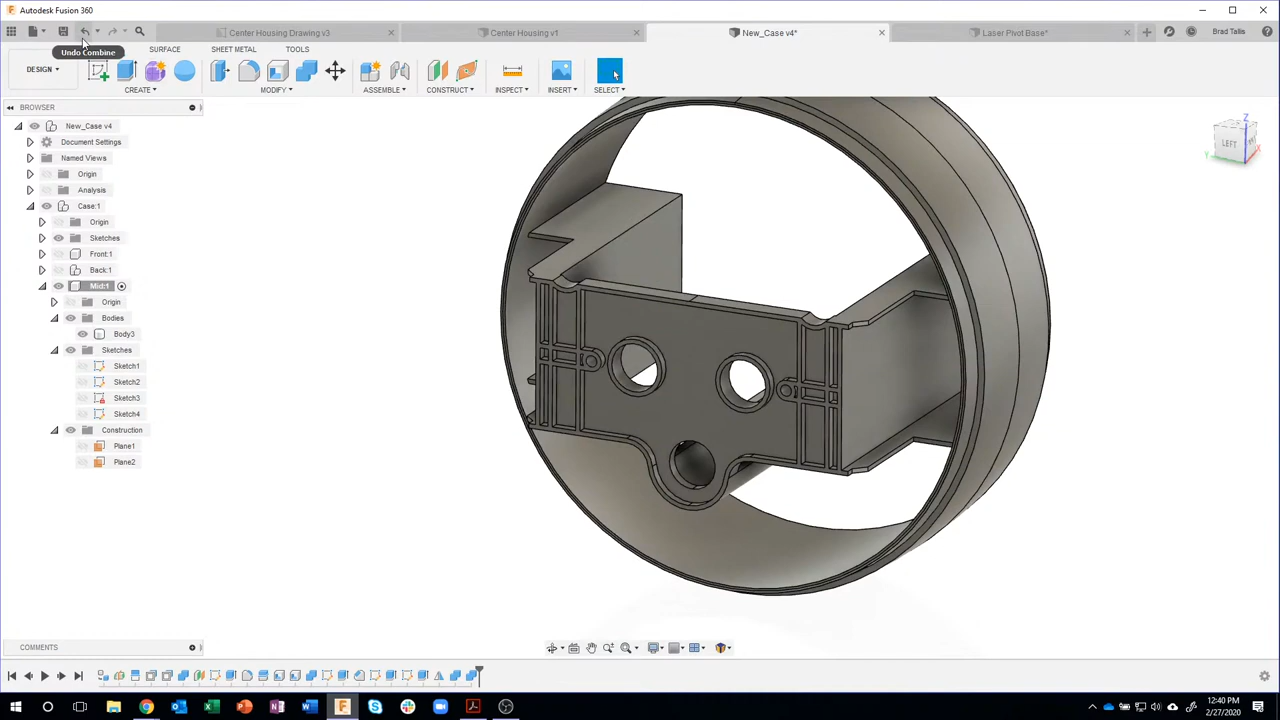 Autodesk Fusion 360
Center Housing Drawing v3
Center Housing v1
New_Case v4*
Laser Pivot Base*
Brad Tallis
Undo Combine
SURFACE
SHEET METAL
TOOLS
DESIGN
CREATE
MODIFY
ASSEMBLE
CONSTRUCT
INSPECT
INSERT
SELECT
BROWSER
New_Case v4
Document Settings
Named Views
Origin
Analysis
Case:1
Origin
Sketches
Front:1
Back:1
Mid:1
Origin
Bodies
Body3
Sketches
Sketch1
Sketch2
Sketch3
Sketch4
Construction
Plane1
Plane2
Z
LEFT
Y
X
COMMENTS
12:40 PM
2/27/2020